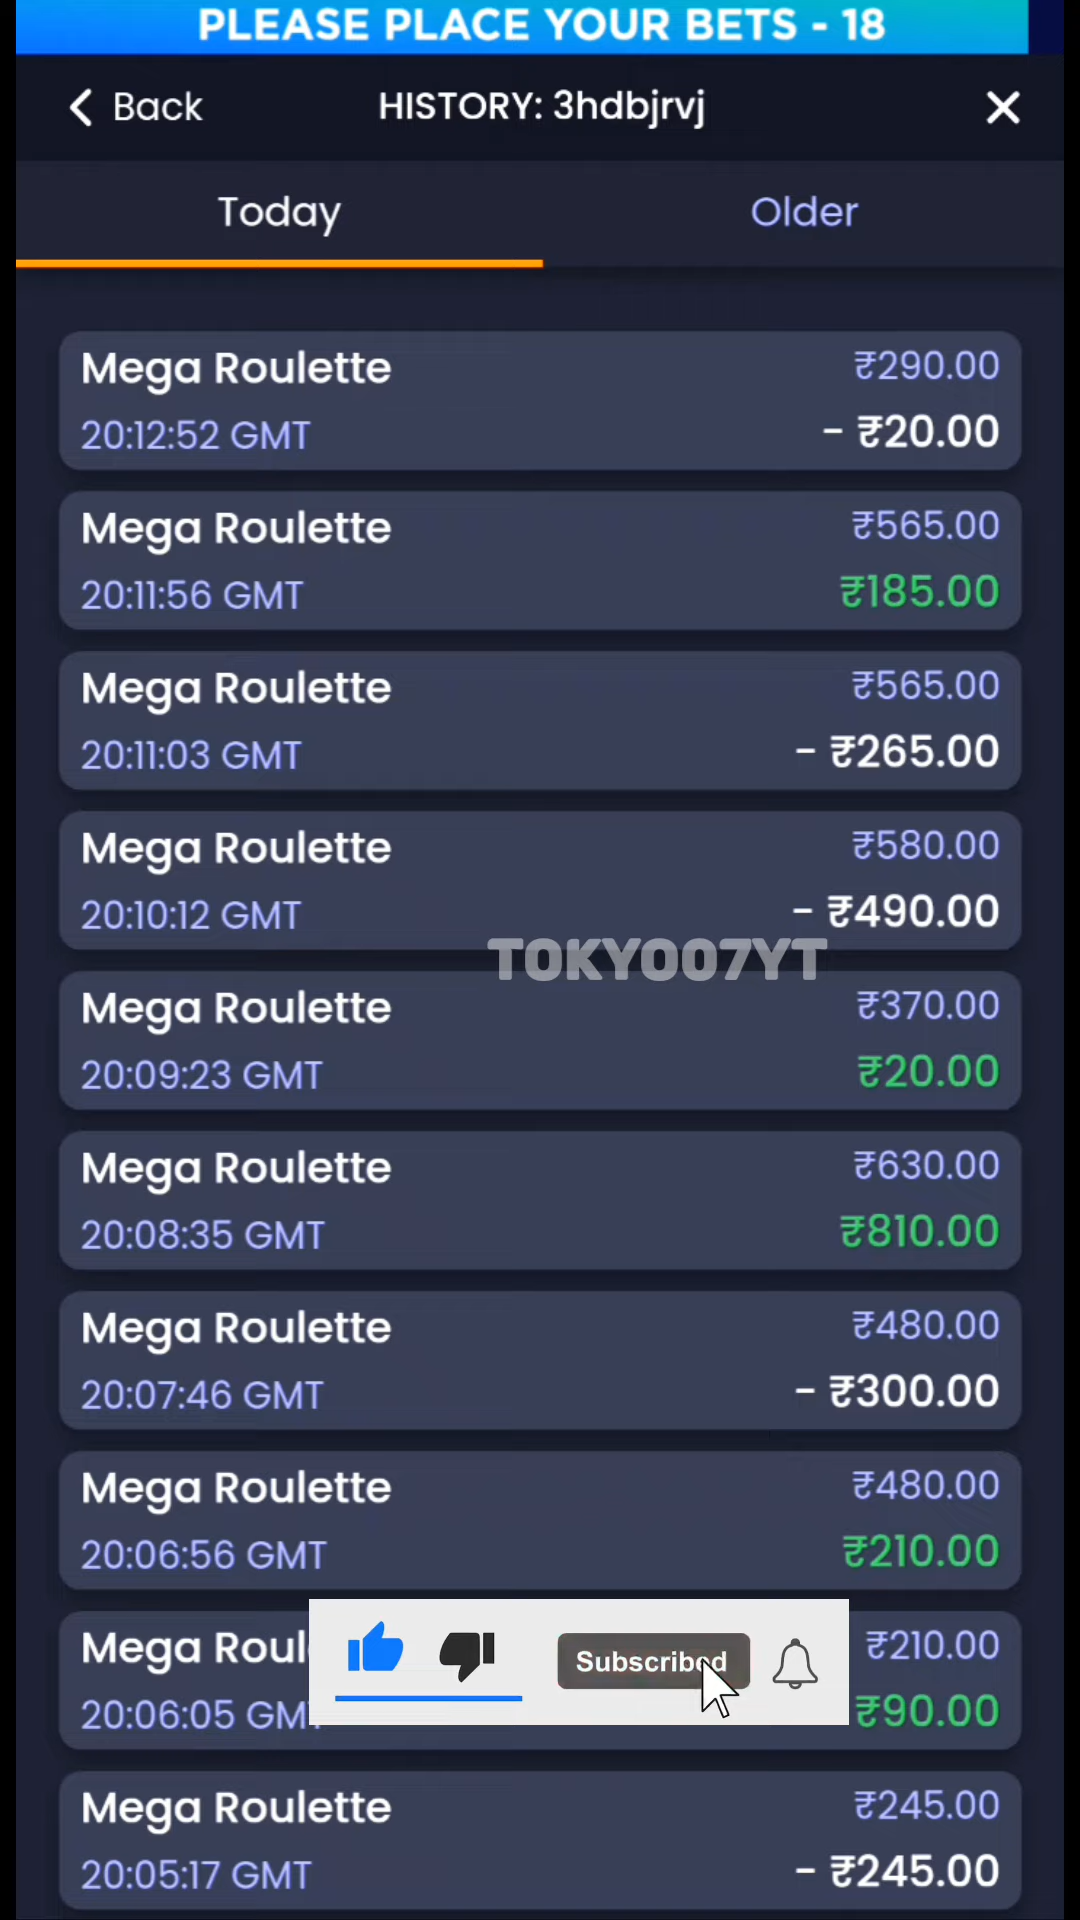 PLEASE PLACE YOUR BETS - 18
Back
HISTORY: 3hdbjrvj
Today
Older
Mega Roulette
₹290.00
20:12:52 GMT
- ₹20.00
Mega Roulette
₹565.00
20:11:56 GMT
₹185.00
Mega Roulette
₹565.00
20:11:03 GMT
- ₹265.00
Mega Roulette
₹580.00
20:10:12 GMT
- ₹490.00
TOKYO07YT
Mega Roulette
₹370.00
20:09:23 GMT
₹20.00
Mega Roulette
₹630.00
20:08:35 GMT
₹810.00
Mega Roulette
₹480.00
20:07:46 GMT
- ₹300.00
Mega Roulette
₹480.00
20:06:56 GMT
₹210.00
Mega
₹210.00
Subscribed
20:06:05
₹90.00
Mega Roulette
₹245.00
20:05:17 GMT
- ₹245.00